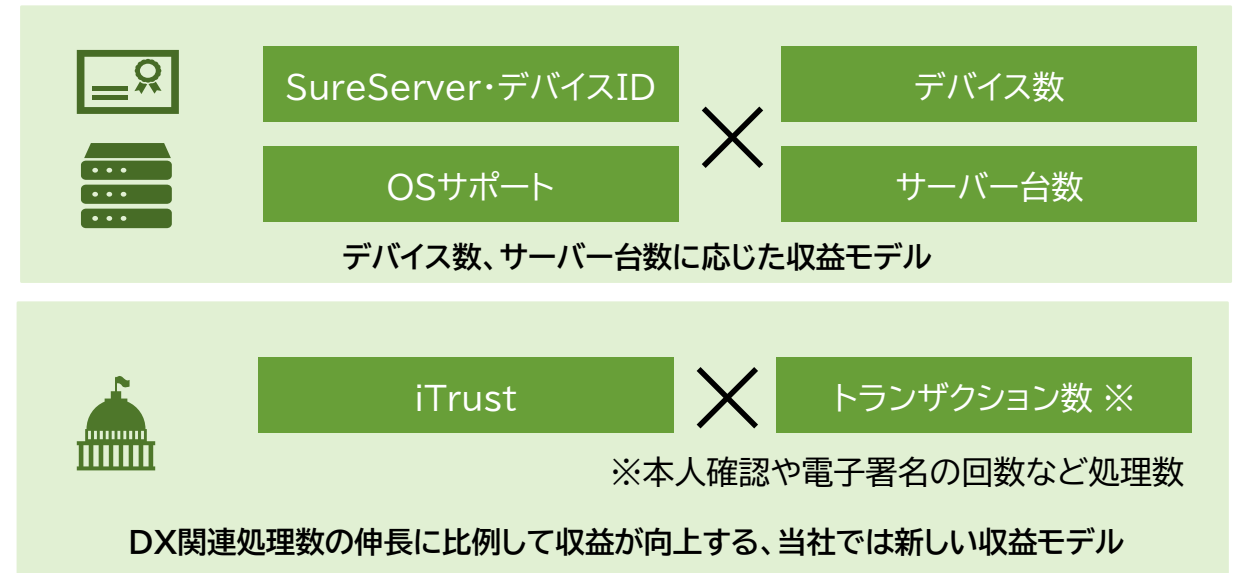 SureServer・デバイスID
デバイス数
OSサポート
サーバー台数
デバイス数、サーバー台数に応じた収益モデル
iTrust
トランザクション数 ※
※本人確認や電子署名の回数など処理数
DX関連処理数の伸長に比例して収益が向上する、当社では新しい収益モデル